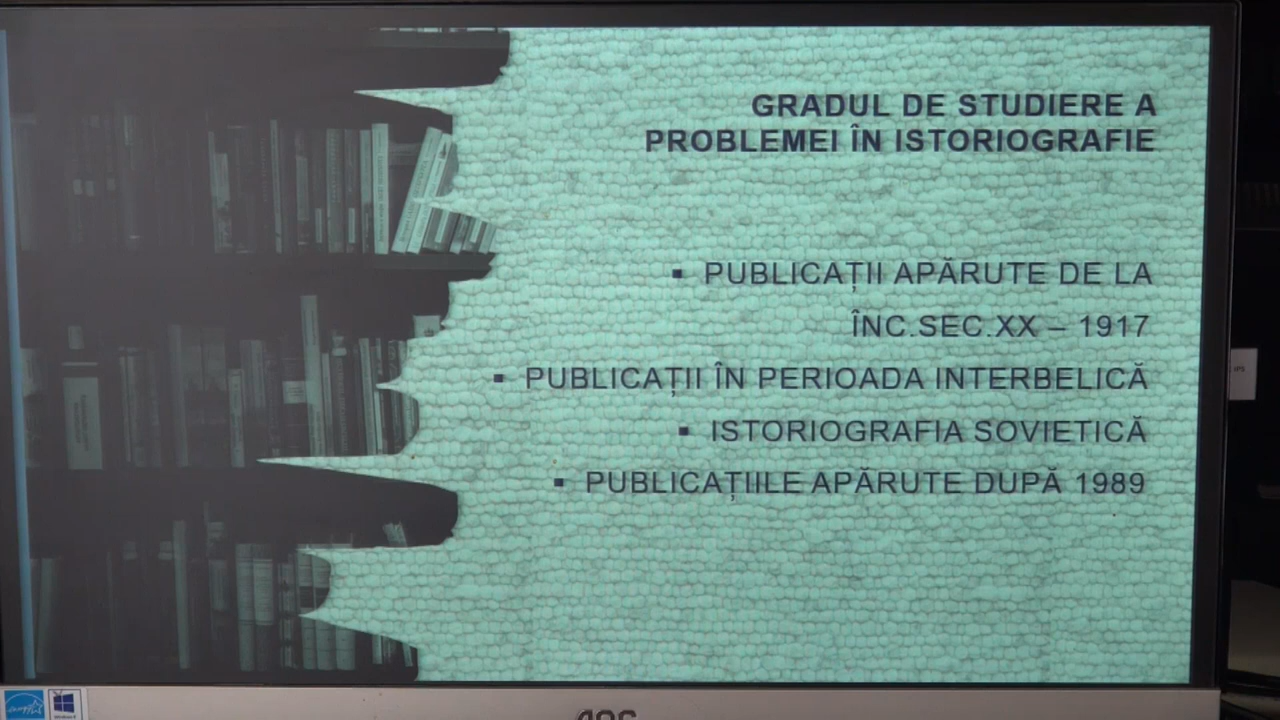 GRADUL DE STUDIERE A
PROBLEMEI ÎN ISTORIOGRAFIE
▪ PUBLICAȚII APĂRUTE DE LA
ÎNC.SEC.XX – 1917
▪ PUBLICAȚII ÎN PERIOADA INTERBELICĂ
▪ ISTORIOGRAFIA SOVIETICĂ
▪ PUBLICAȚIILE APĂRUTE DUPĂ 1989
AOC